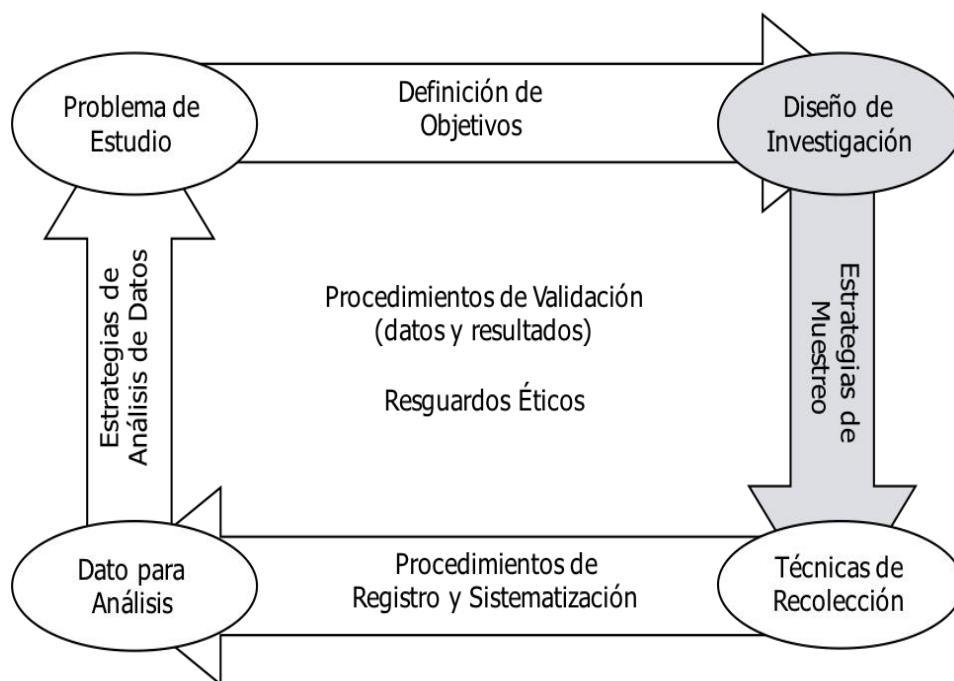 Problema de
Estudio
Definición de
Objetivos
Diseño de
Investigación
Estrategias de
Análisis de Datos
Procedimientos de Validación
(datos y resultados)
Resguardos Éticos
Estrategias de
Muestreo
Dato para
Análisis
Procedimientos de
Registro y Sistematización
Técnicas de
Recolección